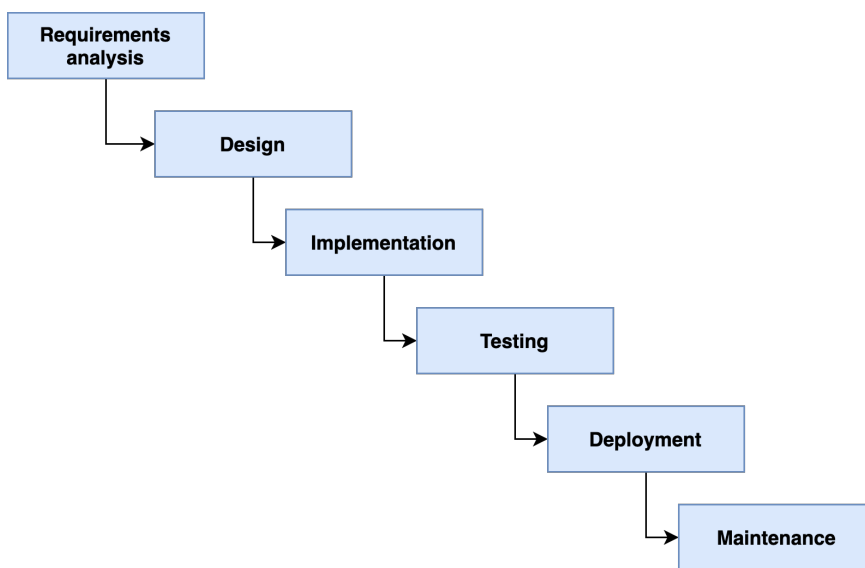 Requirements
analysis
Design
Implementation
Testing
Deployment
Maintenance